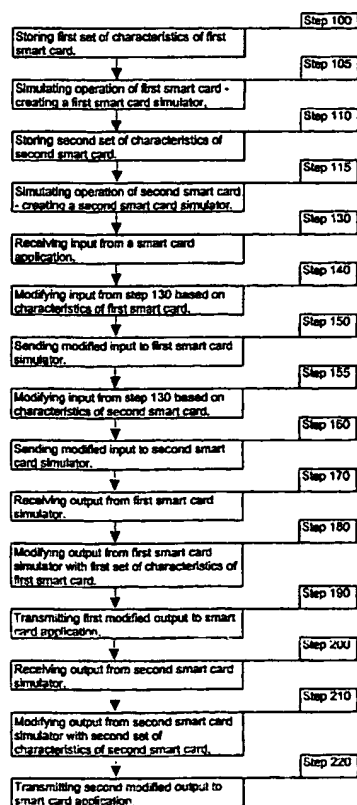 Step 100
Storing first set of characteristics of first
smart card.
Step 105
Simulating operation of first smart card -
creating a first smart card simulator.
Step 110
Storing second set of characteristics of
second smart card.
Step 115
Simutating operation of second smart card
- creating a second smart card simulator.
Step 130
Receiving input from a smart card
application.
Step 140
Modifying input from step 130 based on
characteristics of first smart card.
Step 150
Sending modified input to first smart card
simulator.
Step 155
Modifying input from step 130 based on
characteristics of second smart card.
Step 160
Sending modified input to second smart
card simulator.
Step 170
Receiving output from first smart card
simulator.
Step 180
Modifying output from first smart card
simulator with first set of characteristics of
first smart card.
Step 190
Transmitting first modified output to smart
card application.
Step 200
Receiving output from second smart card
simulator.
Step 210
Modifying output from second smart card
simulator with second set of
characteristics of second smart card.
Step 220
Transmitting second modified output to
smart card application